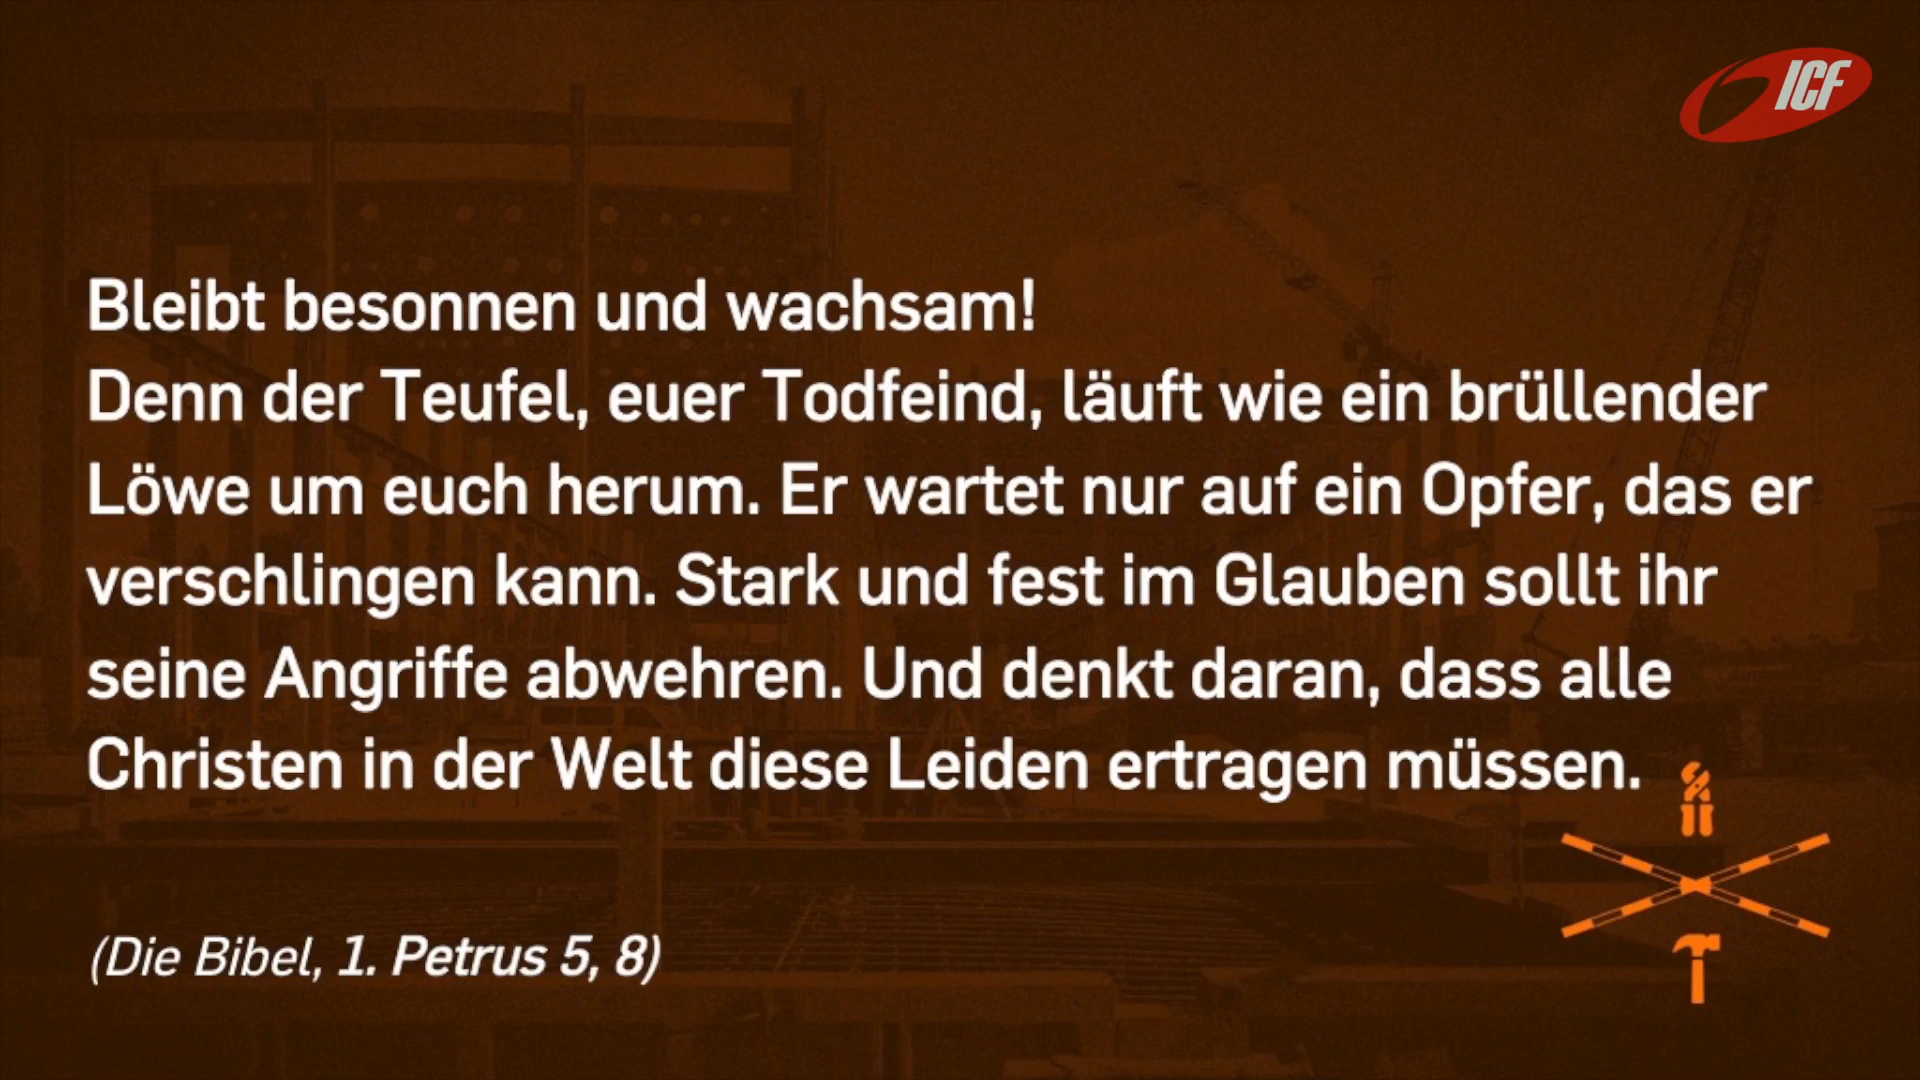 ICF
Bleibt besonnen und wachsam!
Denn der Teufel, euer Todfeind, läuft wie ein brüllender
Löwe um euch herum. Er wartet nur auf ein Opfer, das er
verschlingen kann. Stark und fest im Glauben sollt ihr
seine Angriffe abwehren. Und denkt daran, dass alle
Christen in der Welt diese Leiden ertragen müssen.
(Die Bibel, 1. Petrus 5, 8)